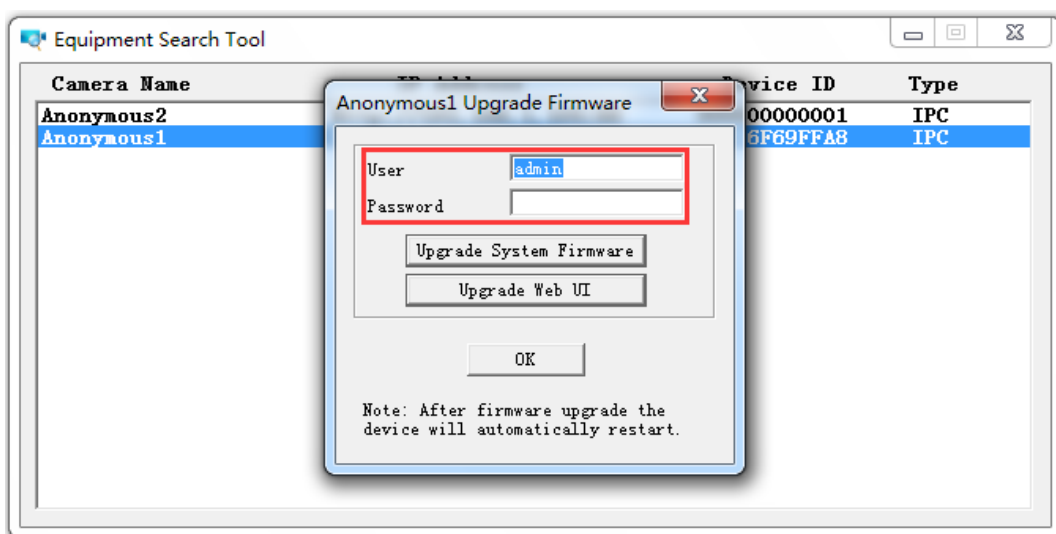 Equipment Search Tool
Camera Name Device ID Type
Anonymous2 00000001 IPC
Anonymous1 6F69FFA8 IPC
Anonymous1 Upgrade Firmware
User admin
Password
Upgrade System Firmware
Upgrade Web UI
OK
Note: After firmware upgrade the
device will automatically restart.